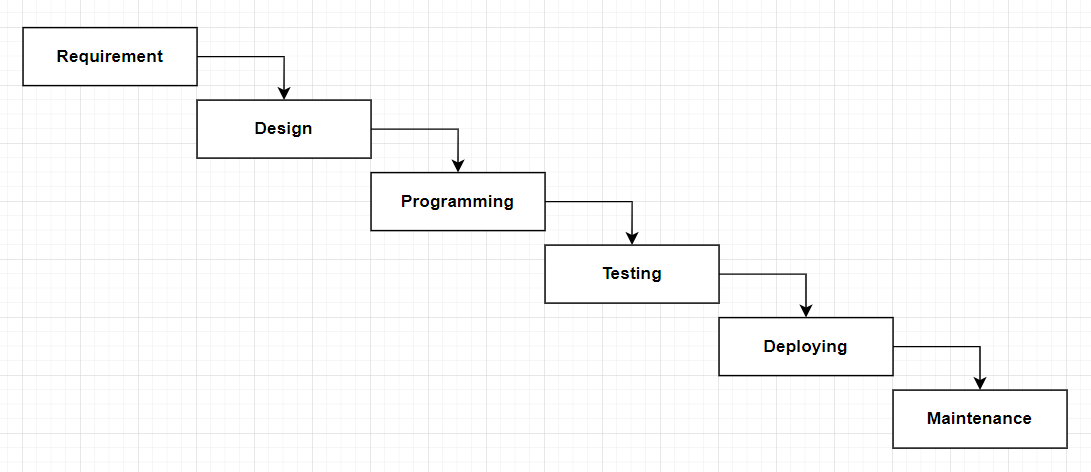 Requirement
Design
Programming
Testing
Deploying
Maintenance